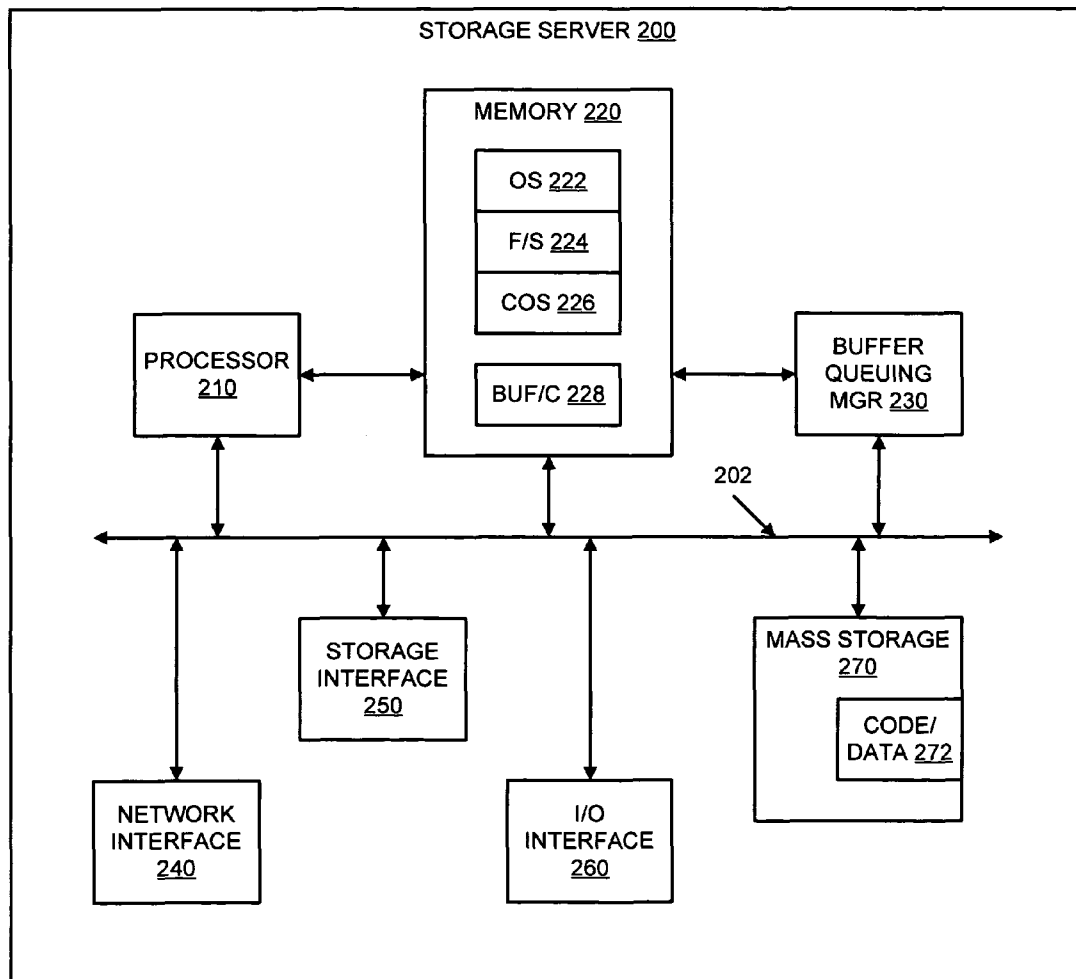 STORAGE SERVER 200
MEMORY 220
OS 222
F/S 224
COS 226
BUF/C 228
PROCESSOR
210
BUFFER
QUEUING
MGR 230
202
STORAGE
INTERFACE
250
MASS STORAGE
270
CODE/
DATA 272
NETWORK
INTERFACE
240
I/O
INTERFACE
260